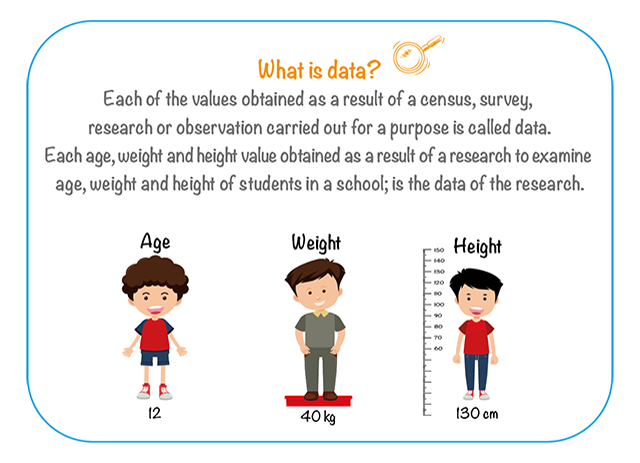 What is data?
Each of the values obtained as a result of a census, survey,
research or observation carried out for a purpose is called data.
Each age, weight and height value obtained as a result of a research to examine
age, weight and height of students in a school; is the data of the research.
Age
Weight
Height
150
140
130
120
110
100
90
80
70
60
12
40 kg
130 cm